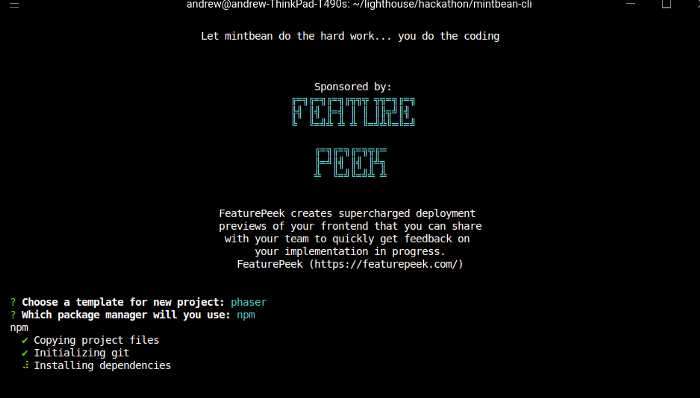 andrew@andrew-ThinkPad-T490s: ~/lighthouse/hackathon/mintbean-cli
Let mintbean do the hard work... you do the coding
Sponsored by:
FEATURE
PEEK
FeaturePeek creates supercharged deployment
previews of your frontend that you can share
with your team to quickly get feedback on
your implementation in progress.
FeaturePeek (https://featurepeek.com/)
? Choose a template for new project: phaser
? Which package manager will you use: npm
npm
✔ Copying project files
✔ Initializing git
⠼ Installing dependencies